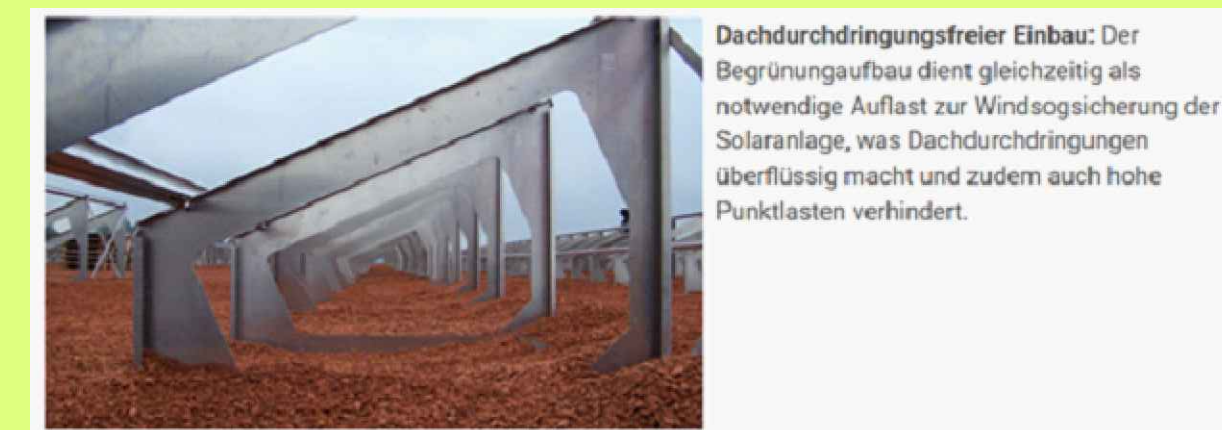 Dachdurchdringungsfreier Einbau: Der
Begrünungaufbau dient gleichzeitig als
notwendige Auflast zur Windsogsicherung der
Solaranlage, was Dachdurchdringungen
überflüssig macht und zudem auch hohe
Punktlasten verhindert.